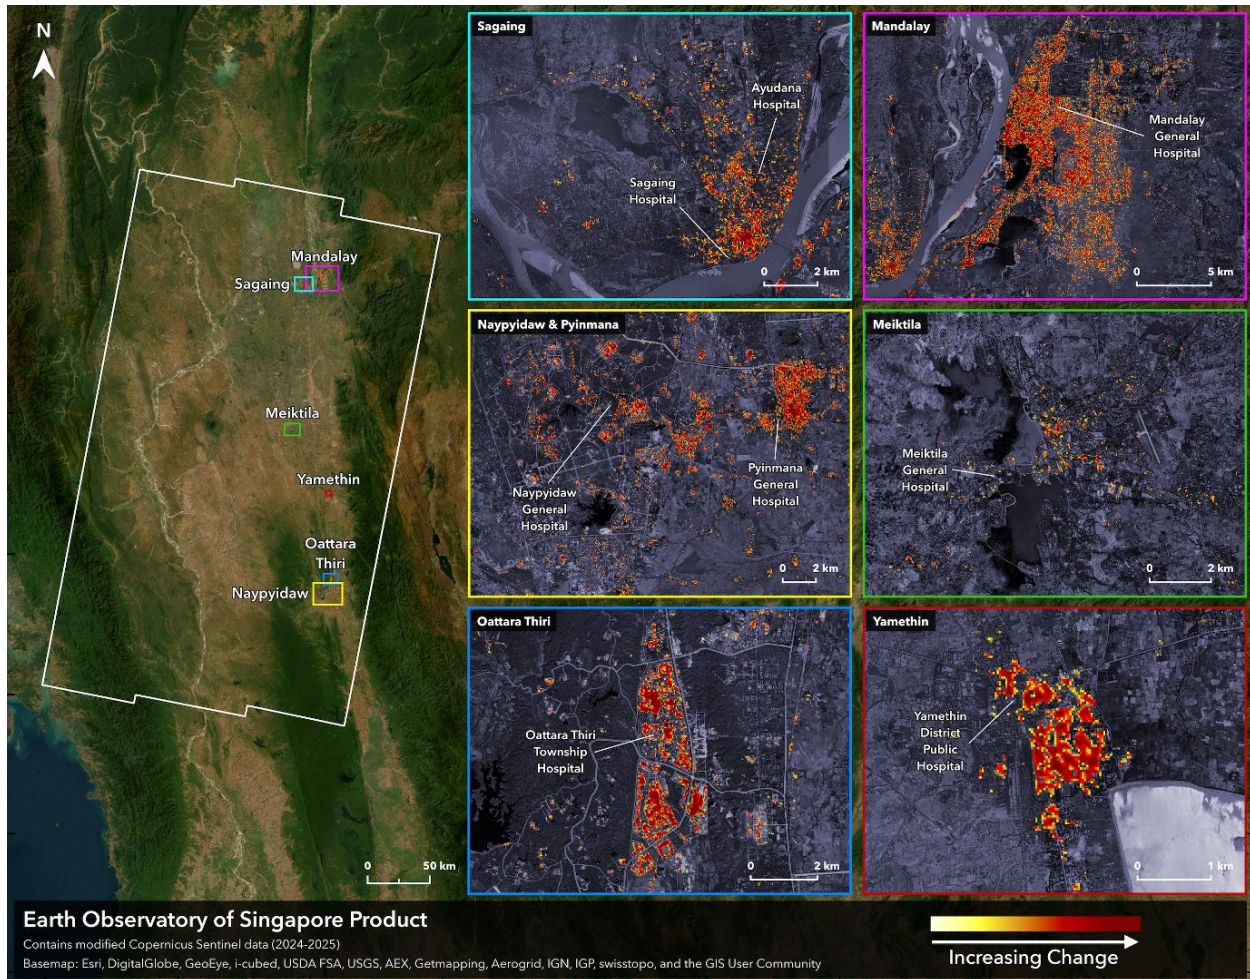 N
Mandalay
Sagaing
Meiktila
Yamethin
Oattara
Thiri
Naypyidaw
0 50 km
Sagaing
Ayudana
Hospital
Sagaing
Hospital
0 2 km
Mandalay
Mandalay
General
Hospital
0 5 km
Naypyidaw & Pyinmana
Naypyidaw
General
Hospital
Pyinmana
General
Hospital
0 2 km
Meiktila
Meiktila
General
Hospital
0 2 km
Oattara Thiri
Oattara Thiri
Township
Hospital
0 2 km
Yamethin
Yamethin
District
Public
Hospital
0 1 km
Earth Observatory of Singapore Product
Contains modified Copernicus Sentinel data (2024-2025)
Basemap: Esri, DigitalGlobe, GeoEye, i-cubed, USDA FSA, USGS, AEX, Getmapping, Aerogrid, IGN, IGP, swisstopo, and the GIS User Community
Increasing Change